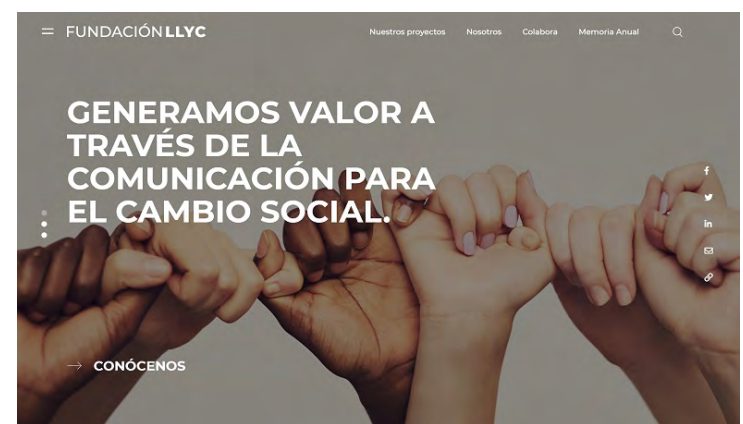 FUNDACIÓN LLYC
Nuestros proyectos Nosotros Colabora Memoria Anual
GENERAMOS VALOR A
TRAVÉS DE LA
COMUNICACIÓN PARA
EL CAMBIO SOCIAL.
CONÓCENOS